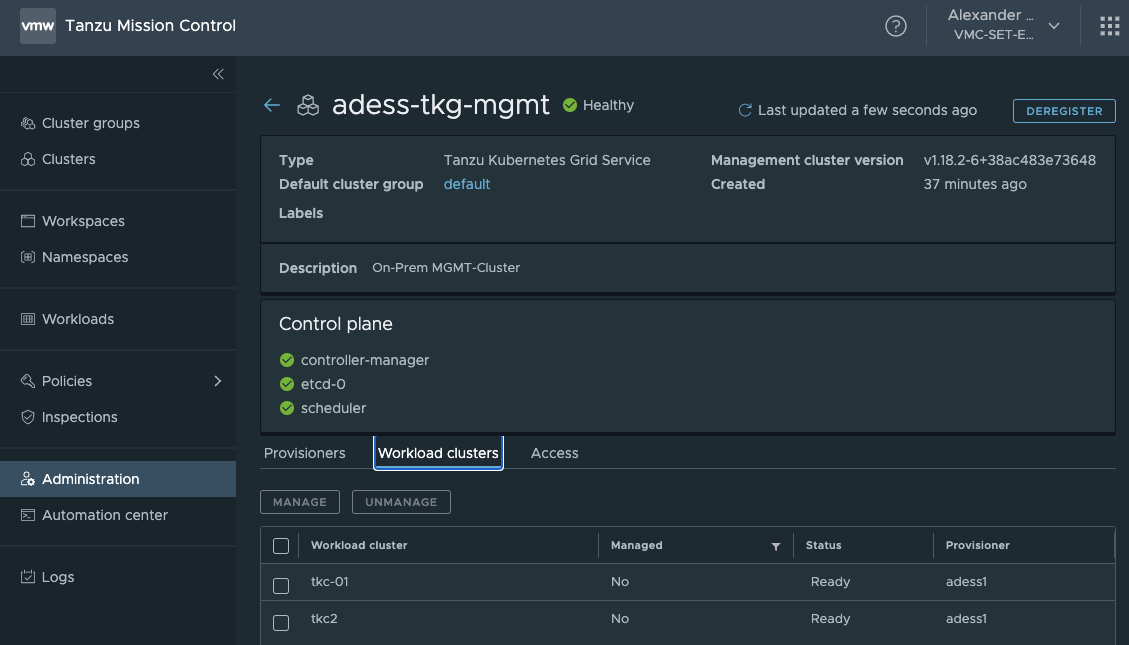 vmw Tanzu Mission Control
Alexander ...
VMC-SET-E...
Cluster groups
Clusters
Workspaces
Namespaces
Workloads
Policies
Inspections
Administration
Automation center
Logs
adess-tkg-mgmt Healthy
Last updated a few seconds ago
DEREGISTER
Type Tanzu Kubernetes Grid Service Management cluster version v1.18.2-6+38ac483e73648
Default cluster group default Created 37 minutes ago
Labels
Description On-Prem MGMT-Cluster
Control plane
controller-manager
etcd-0
scheduler
Provisioners Workload clusters Access
MANAGE UNMANAGE
Workload cluster Managed Status Provisioner
tkc-01 No Ready adess1
tkc2 No Ready adess1